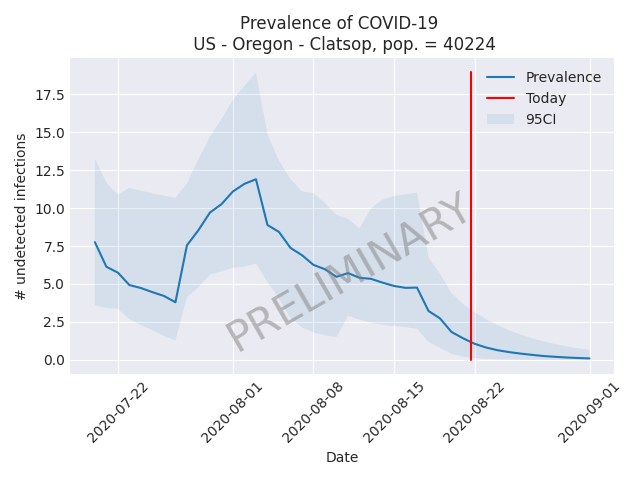 Prevalence of COVID-19
US - Oregon - Clatsop, pop. = 40224
Prevalence
Today
95CI
17.5
15.0
12.5
10.0
7.5
5.0
2.5
0.0
# undetected infections
PRELIMINARY
2020-07-22
2020-08-01
2020-08-08
2020-08-15
2020-08-22
2020-09-01
Date